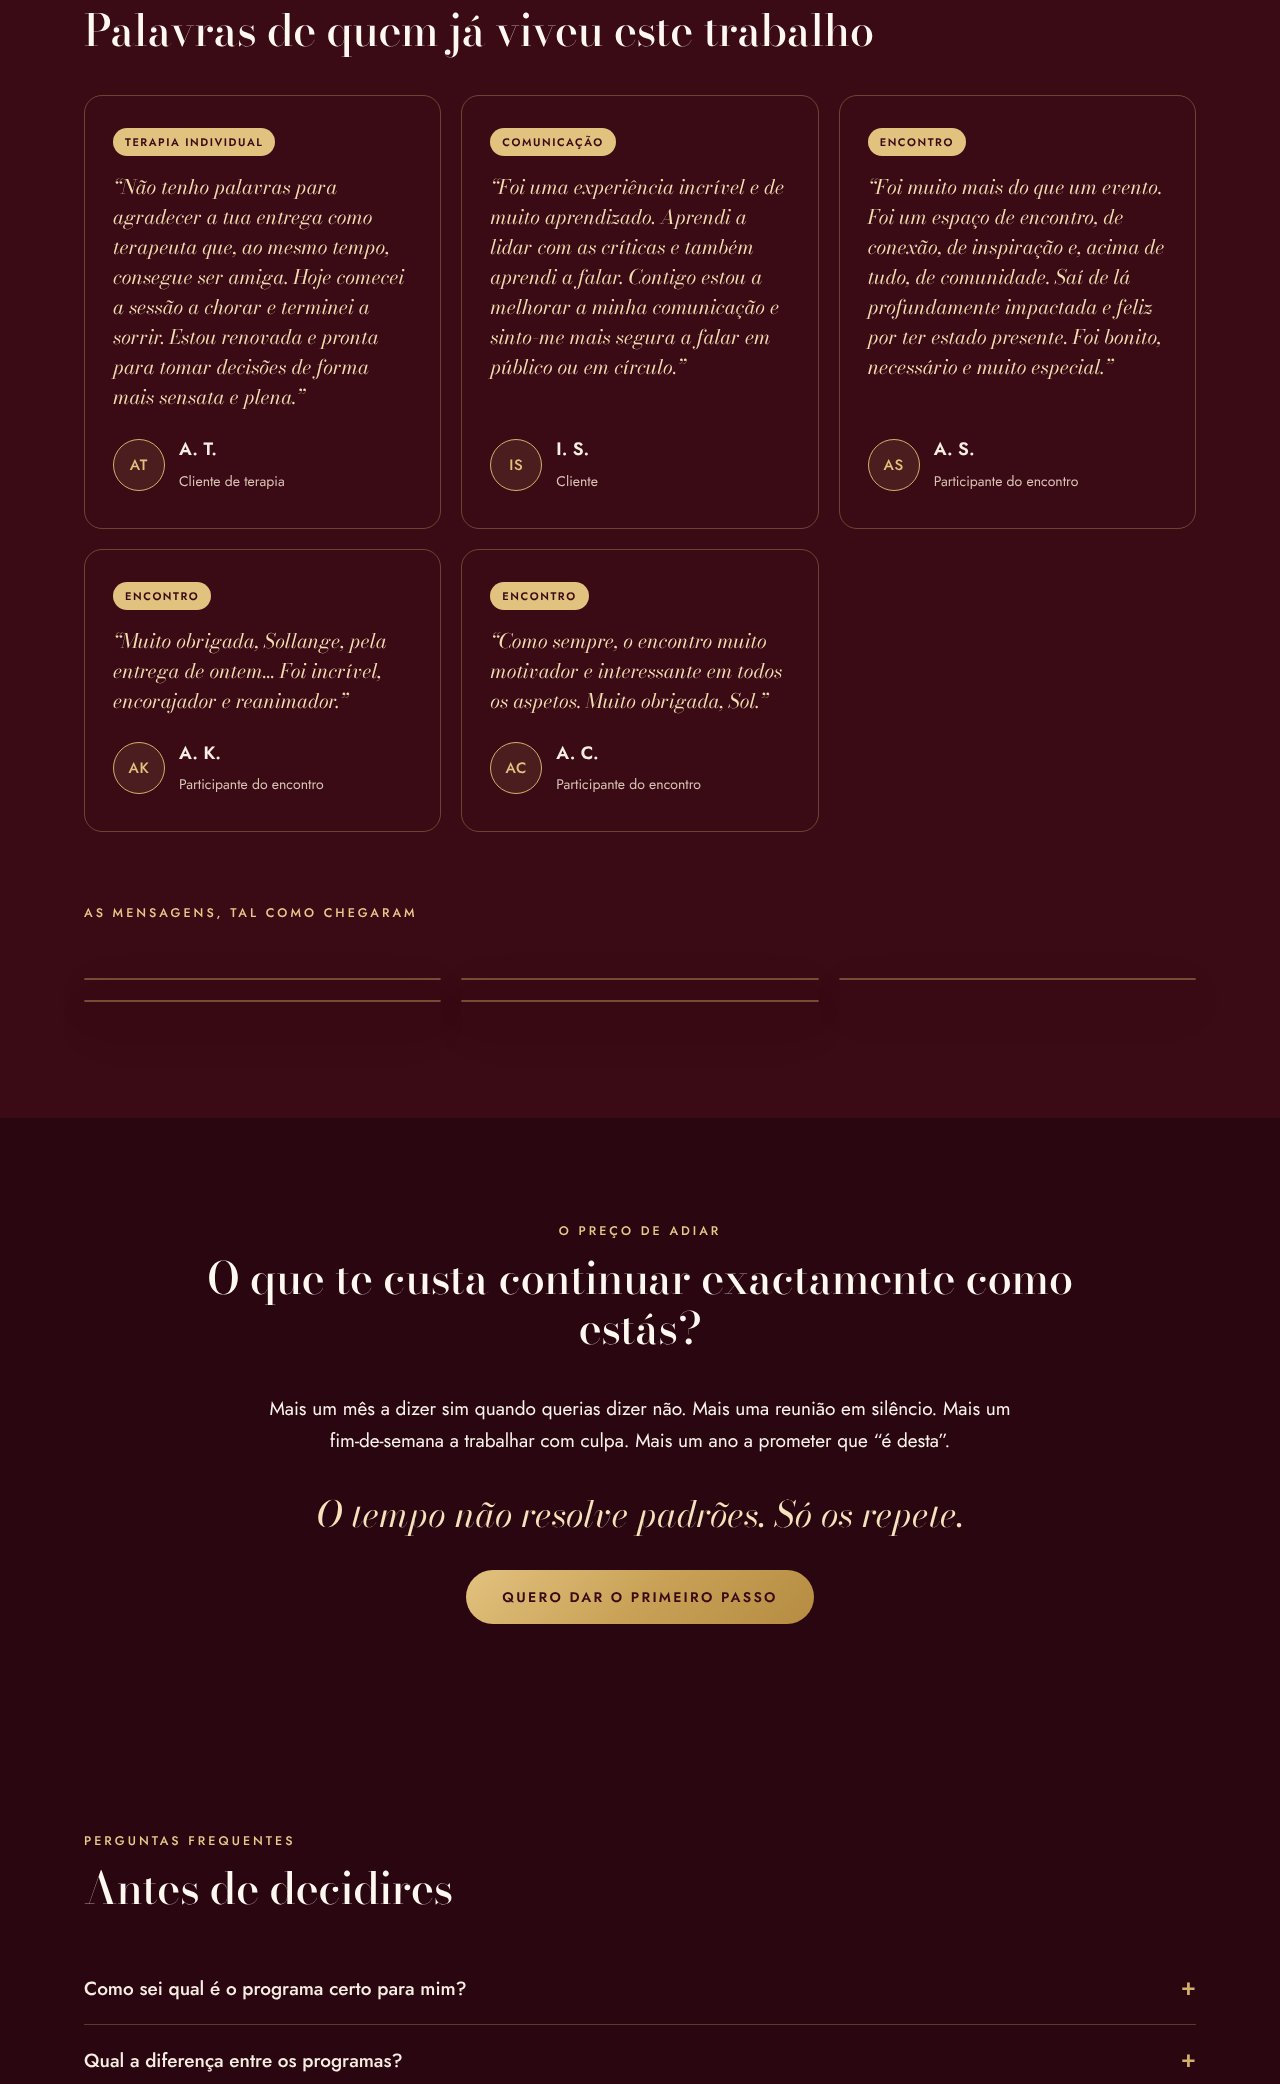 Palavras de quem já viveu este trabalho
TERAPIA INDIVIDUAL
“Não tenho palavras para
agradecer a tua entrega como
terapeuta que, ao mesmo tempo,
consegue ser amiga. Hoje comecei
a sessão a chorar e terminei a
sorrir. Estou renovada e pronta
para tomar decisões de forma
mais sensata e plena.”
AT
A. T.
Cliente de terapia
COMUNICAÇÃO
“Foi uma experiência incrível e de
muito aprendizado. Aprendi a
lidar com as críticas e também
aprendi a falar. Contigo estou a
melhorar a minha comunicação e
sinto-me mais segura a falar em
público ou em círculo.”
IS
I. S.
Cliente
ENCONTRO
“Foi muito mais do que um evento.
Foi um espaço de encontro, de
conexão, de inspiração e, acima de
tudo, de comunidade. Saí de lá
profundamente impactada e feliz
por ter estado presente. Foi bonito,
necessário e muito especial.”
AS
A. S.
Participante do encontro
ENCONTRO
“Muito obrigada, Sollange, pela
entrega de ontem... Foi incrível,
encorajador e reanimador.”
AK
A. K.
Participante do encontro
ENCONTRO
“Como sempre, o encontro muito
motivador e interessante em todos
os aspetos. Muito obrigada, Sol.”
AC
A. C.
Participante do encontro
AS MENSAGENS, TAL COMO CHEGARAM
O PREÇO DE ADIAR
O que te custa continuar exactamente como
estás?
Mais um mês a dizer sim quando querias dizer não. Mais uma reunião em silêncio. Mais um
fim-de-semana a trabalhar com culpa. Mais um ano a prometer que “é desta”.
O tempo não resolve padrões. Só os repete.
QUERO DAR O PRIMEIRO PASSO
PERGUNTAS FREQUENTES
Antes de decidires
Como sei qual é o programa certo para mim? +
Qual a diferença entre os programas? +